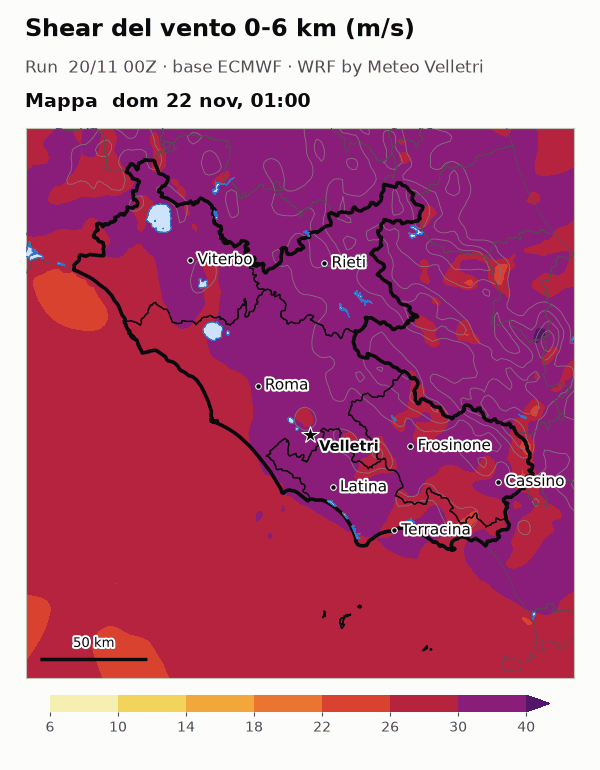 Shear del vento 0-6 km (m/s)
Run 20/11 00Z · base ECMWF · WRF by Meteo Velletri
Mappa dom 22 nov, 01:00
Viterbo
Rieti
Roma
Velletri
Frosinone
Cassino
Latina
Terracina
50 km
6 10 14 18 22 26 30 40